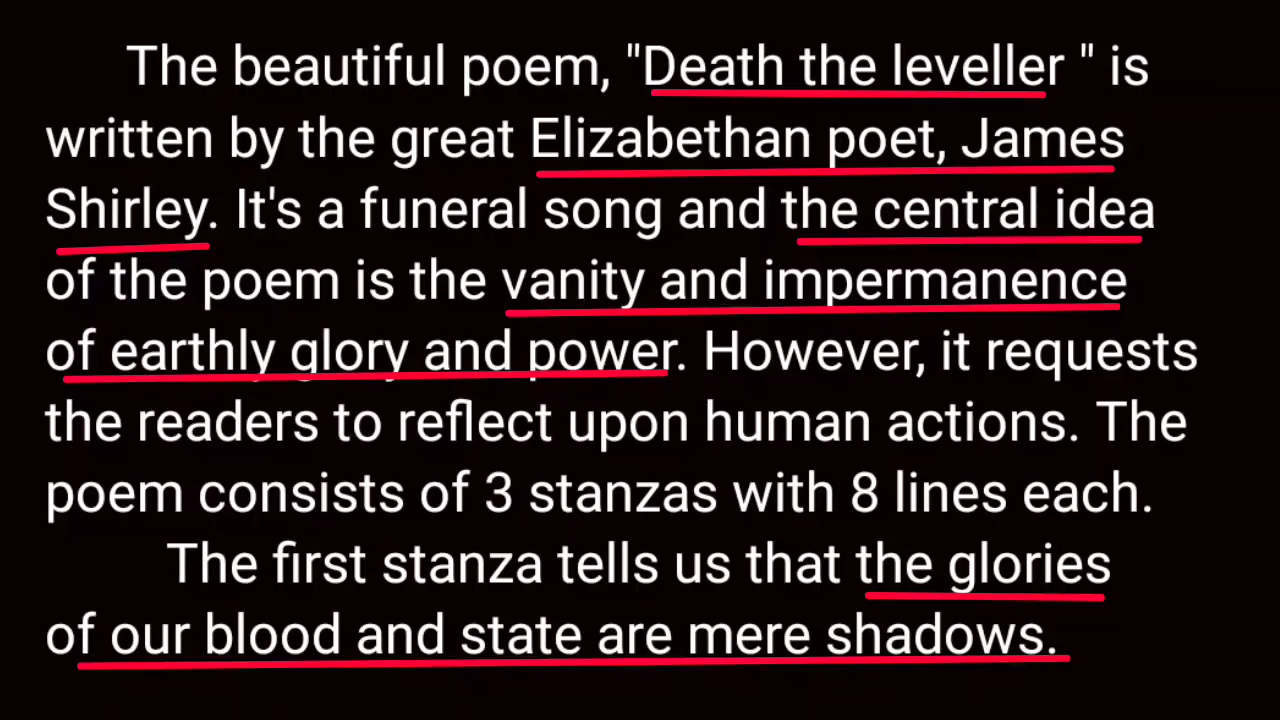 The beautiful poem, "Death the leveller " is
written by the great Elizabethan poet, James
Shirley. It's a funeral song and the central idea
of the poem is the vanity and impermanence
of earthly glory and power. However, it requests
the readers to reflect upon human actions. The
poem consists of 3 stanzas with 8 lines each.
The first stanza tells us that the glories
of our blood and state are mere shadows.